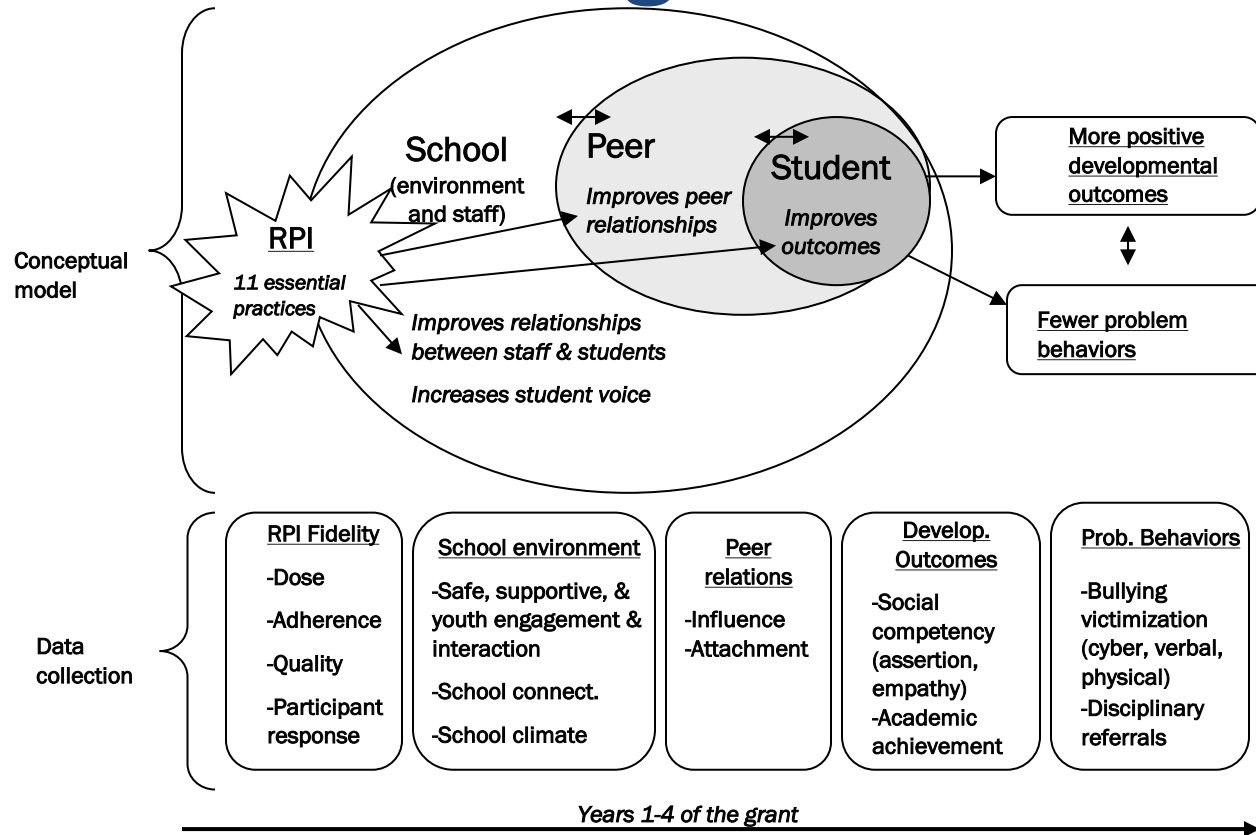 Conceptual
model
RPI
11 essential
practices
School
(environment
and staff)
Improves relationships
between staff & students
Increases student voice
Peer
Improves peer
relationships
Student
Improves
outcomes
More positive
developmental
outcomes
Fewer problem
behaviors
Data
collection
RPI Fidelity
-Dose
-Adherence
-Quality
-Participant
response
School environment
-Safe, supportive, &
youth engagement &
interaction
-School connect.
-School climate
Peer
relations
-Influence
-Attachment
Develop.
Outcomes
-Social
competency
(assertion,
empathy)
-Academic
achievement
Prob. Behaviors
-Bullying
victimization
(cyber, verbal,
physical)
-Disciplinary
referrals
Years 1-4 of the grant